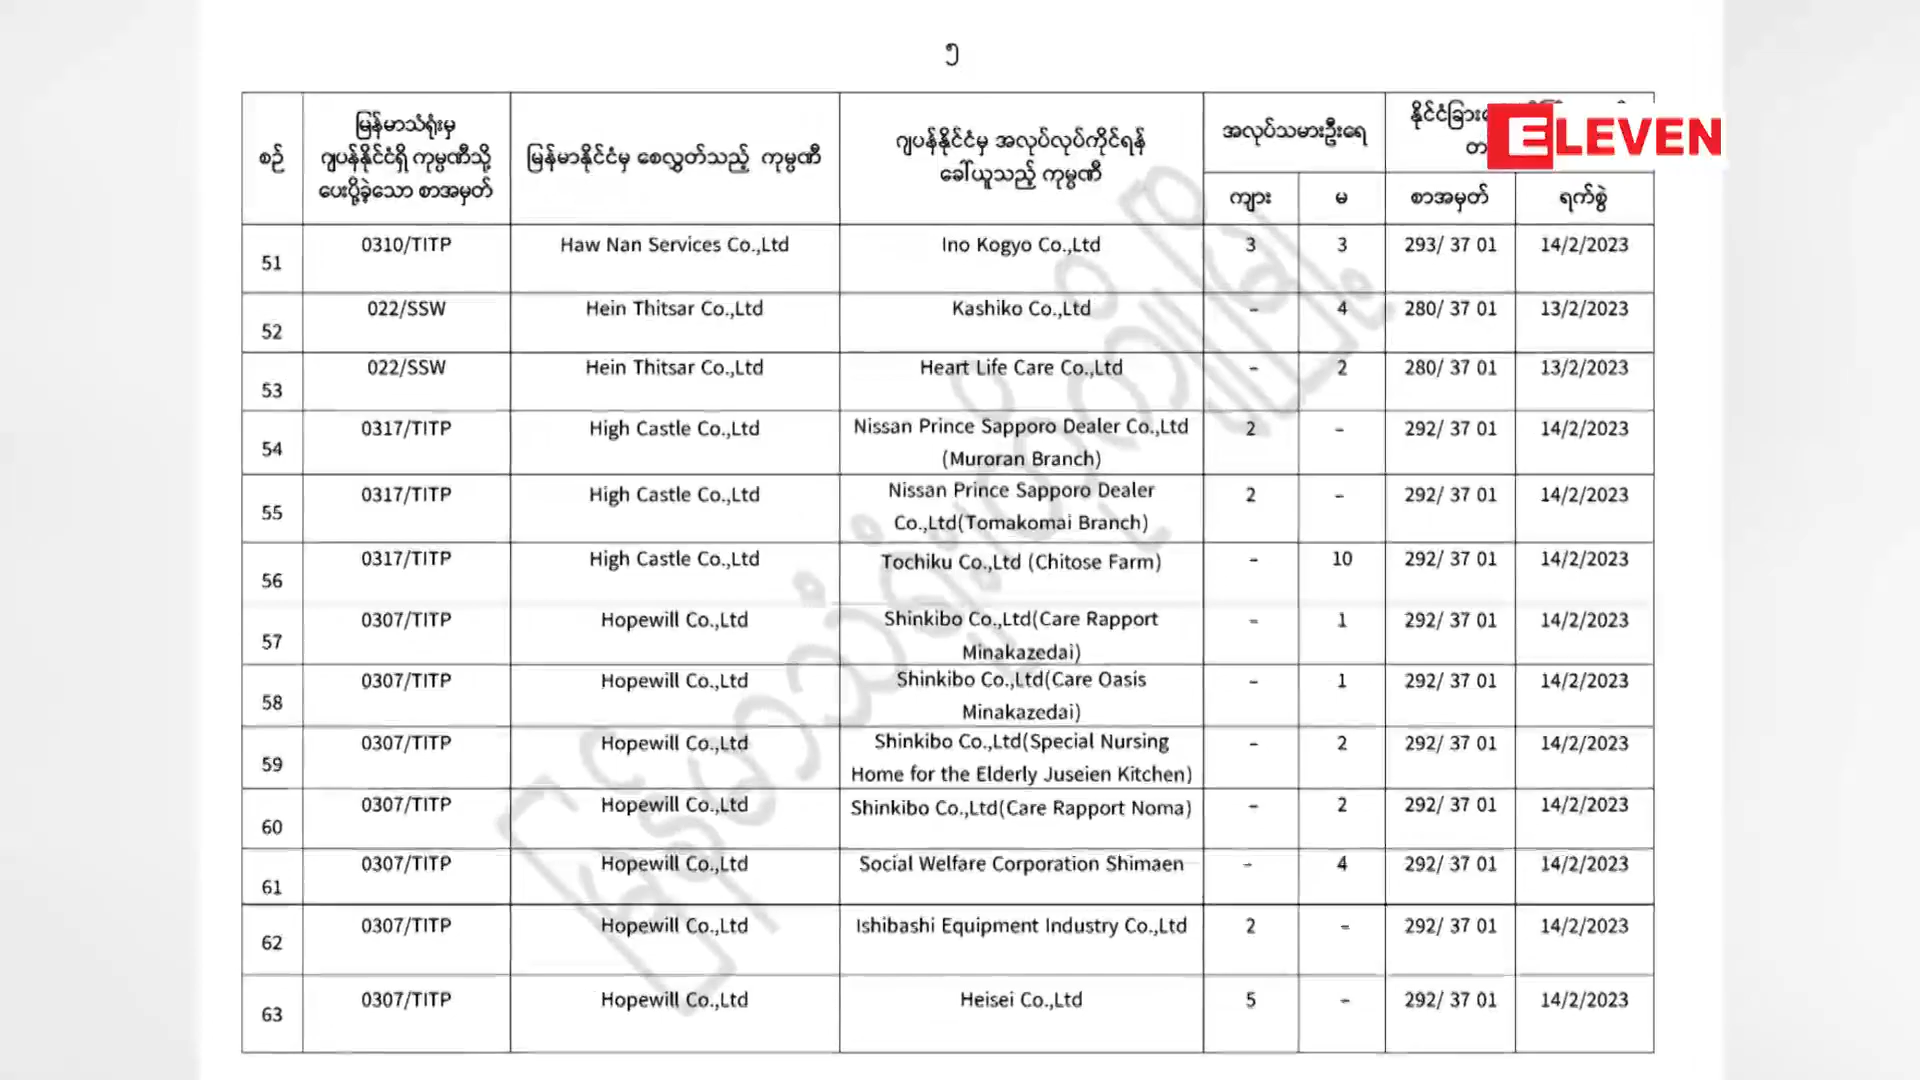 ၅
ELEVEN
စဉ်
မြန်မာသံရုံးမှ
ဂျပန်နိုင်ငံရှိ ကုမ္ပဏီသို့
ပေးပို့ခဲ့သော စာအမှတ်
မြန်မာနိုင်ငံမှ စေလွှတ်သည့် ကုမ္ပဏီ
ဂျပန်နိုင်ငံမှ အလုပ်လုပ်ကိုင်ရန်
ခေါ်ယူသည့် ကုမ္ပဏီ
အလုပ်သမားဦးရေ
ကျား မ
စာအမှတ် ရက်စွဲ
51 0310/TITP Haw Nan Services Co.,Ltd Ino Kogyo Co.,Ltd 3 3 293/ 37 01 14/2/2023
52 022/SSW Hein Thitsar Co.,Ltd Kashiko Co.,Ltd - 4 280/ 37 01 13/2/2023
53 022/SSW Hein Thitsar Co.,Ltd Heart Life Care Co.,Ltd - 2 280/ 37 01 13/2/2023
54 0317/TITP High Castle Co.,Ltd Nissan Prince Sapporo Dealer Co.,Ltd 2 - 292/ 37 01 14/2/2023
(Muroran Branch)
55 0317/TITP High Castle Co.,Ltd Nissan Prince Sapporo Dealer 2 - 292/ 37 01 14/2/2023
Co.,Ltd(Tomakomai Branch)
56 0317/TITP High Castle Co.,Ltd Tochiku Co.,Ltd (Chitose Farm) - 10 292/ 37 01 14/2/2023
57 0307/TITP Hopewill Co.,Ltd Shinkibo Co.,Ltd(Care Rapport - 1 292/ 37 01 14/2/2023
Minakazedai)
58 0307/TITP Hopewill Co.,Ltd Shinkibo Co.,Ltd(Care Oasis - 1 292/ 37 01 14/2/2023
Minakazedai)
59 0307/TITP Hopewill Co.,Ltd Shinkibo Co.,Ltd(Special Nursing - 2 292/ 37 01 14/2/2023
Home for the Elderly Juseien Kitchen)
60 0307/TITP Hopewill Co.,Ltd Shinkibo Co.,Ltd(Care Rapport Noma) - 2 292/ 37 01 14/2/2023
61 0307/TITP Hopewill Co.,Ltd Social Welfare Corporation Shimaen - 4 292/ 37 01 14/2/2023
62 0307/TITP Hopewill Co.,Ltd Ishibashi Equipment Industry Co.,Ltd 2 - 292/ 37 01 14/2/2023
63 0307/TITP Hopewill Co.,Ltd Heisei Co.,Ltd 5 - 292/ 37 01 14/2/2023